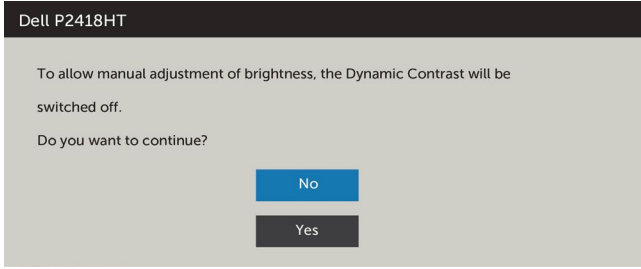 Dell P2418HT
To allow manual adjustment of brightness, the Dynamic Contrast will be
switched off.
Do you want to continue?
No
Yes